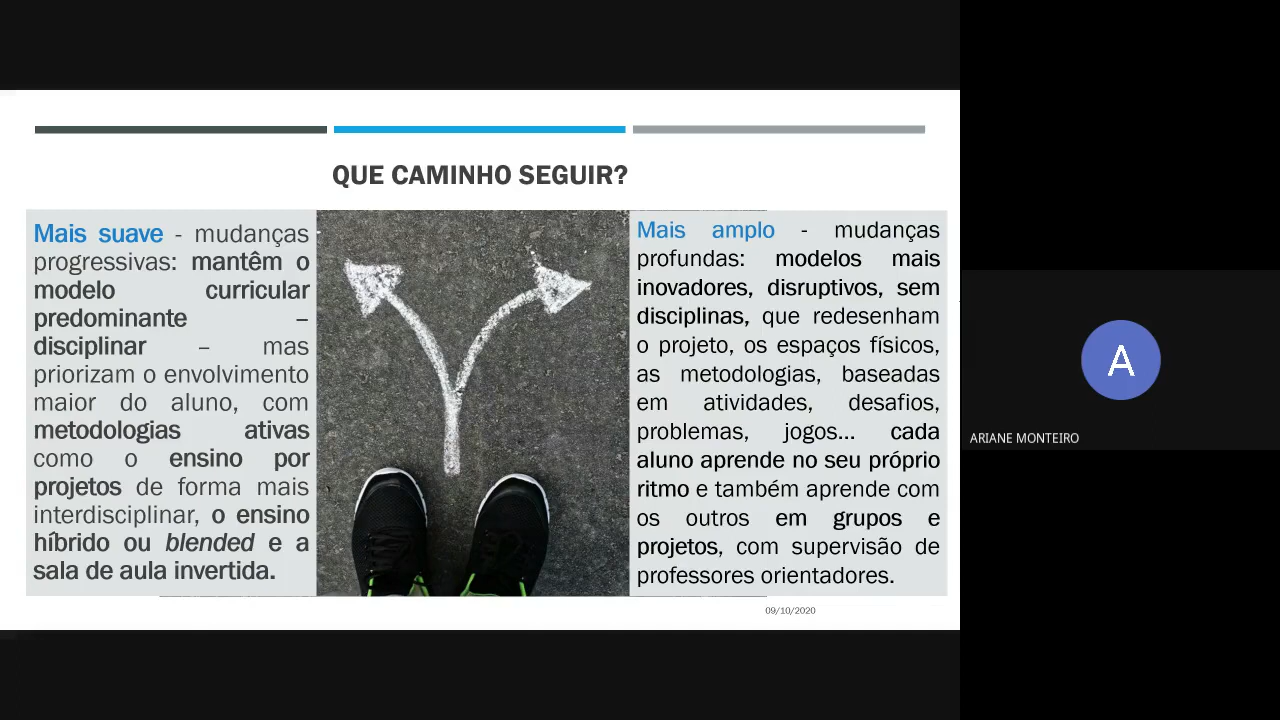 QUE CAMINHO SEGUIR?
Mais suave - mudanças
progressivas: mantêm o
modelo curricular
predominante –
disciplinar – mas
priorizam o envolvimento
maior do aluno, com
metodologias ativas
como o ensino por
projetos de forma mais
interdisciplinar, o ensino
híbrido ou blended e a
sala de aula invertida.
Mais amplo - mudanças
profundas: modelos mais
inovadores, disruptivos, sem
disciplinas, que redesenham
o projeto, os espaços físicos,
as metodologias, baseadas
em atividades, desafios,
problemas, jogos... cada
aluno aprende no seu próprio
ritmo e também aprende com
os outros em grupos e
projetos, com supervisão de
professores orientadores.
09/10/2020
A
ARIANE MONTEIRO